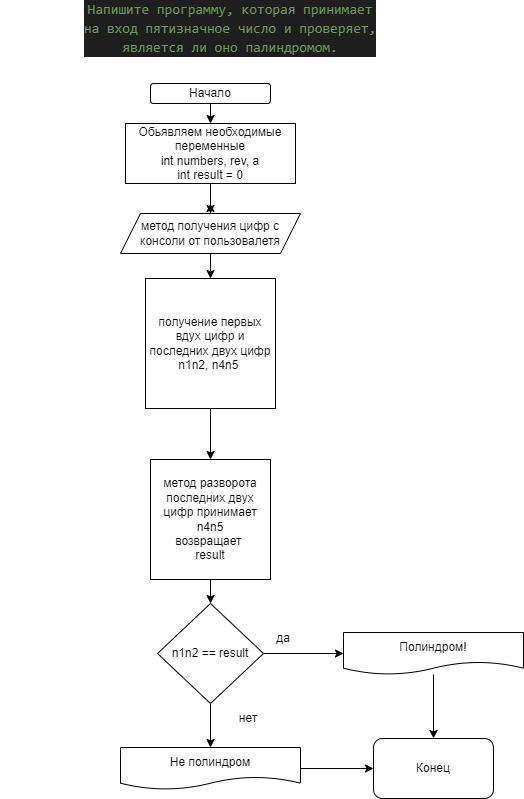 Напишите программу, которая принимает
на вход пятизначное число и проверяет,
является ли оно палиндромом.
Начало
Обьявляем необходимые
переменные
int numbers, rev, a
int result = 0
метод получения цифр с
консоли от пользовалетя
получение первых
вдух цифр и
последних двух цифр
n1n2, n4n5
метод разворота
последних двух
цифр принимает
n4n5
возвращает
result
n1n2 == result
да
Полиндром!
нет
Не полиндром
Конец